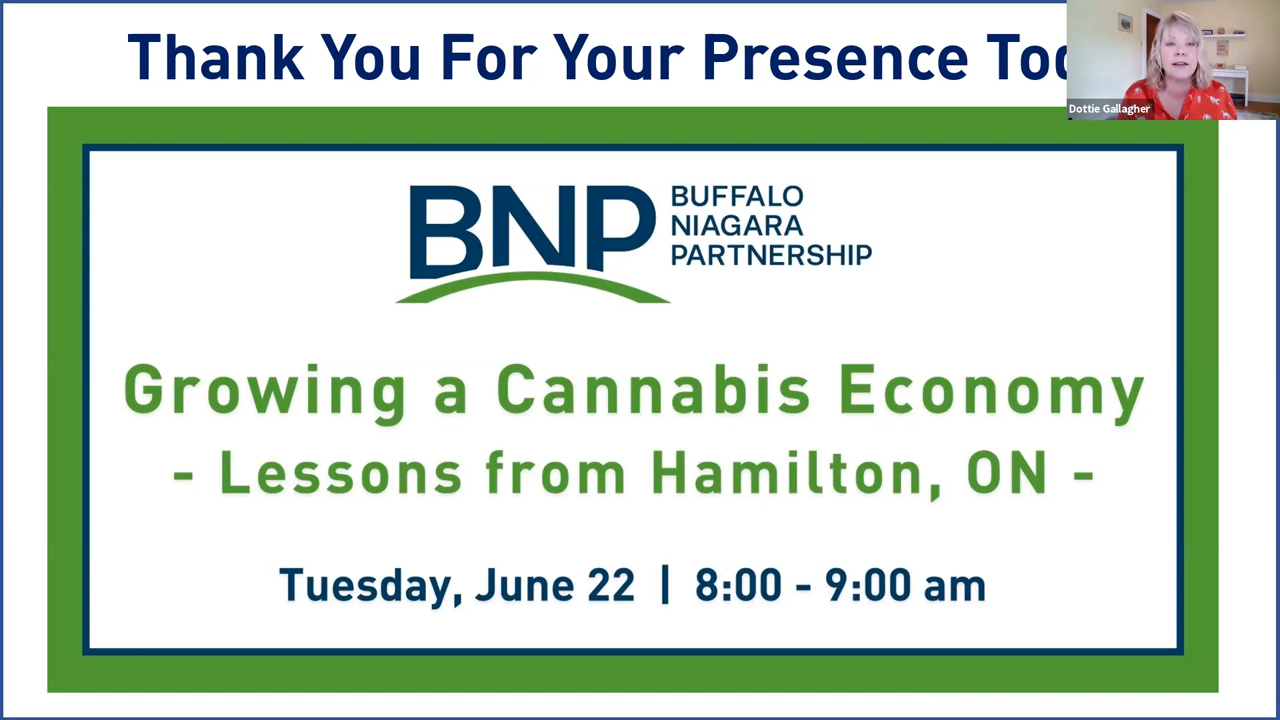 Thank You For Your Presence
Dottie Gallagher
BNP
BUFFALO
NIAGARA
PARTNERSHIP
Growing a Cannabis Economy
- Lessons from Hamilton, ON -
Tuesday, June 22 | 8:00 - 9:00 am